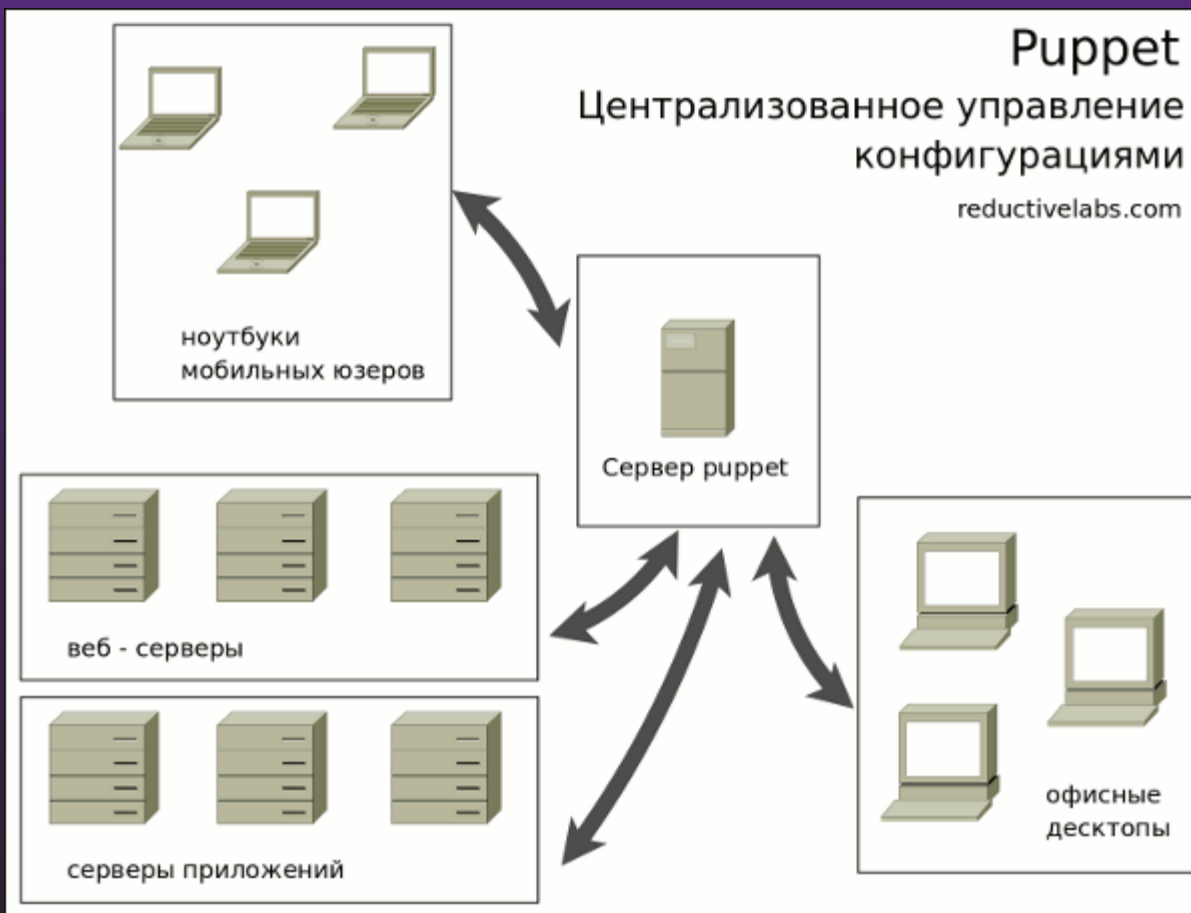 Puppet
Централизованное управление
конфигурациями
reductivelabs.com
ноутбуки
мобильных юзеров
Сервер puppet
веб - серверы
серверы приложений
офисные
десктопы